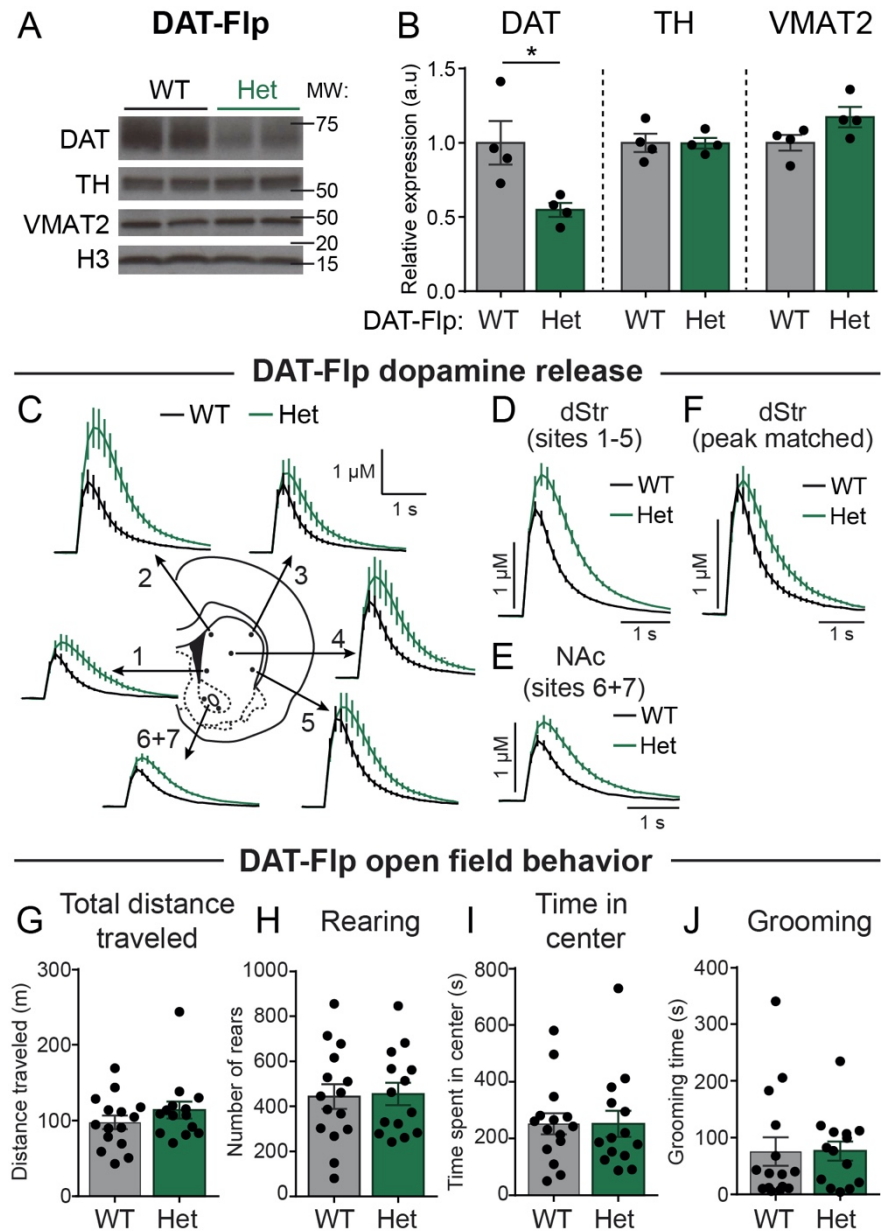 A DAT-Flp
WT Het MW:
DAT 75
TH 50
VMAT2 50
20
H3 15
B DAT TH VMAT2
*
Relative expression (a.u)
1.5
1.0
0.5
0.0
DAT-Flp: WT Het WT Het WT Het
DAT-Flp dopamine release
C WT Het
1 µM
1 s
2 3
1 4
6+7 5
D dStr
(sites 1-5)
WT
Het
1 µM
1 s
F dStr
(peak matched)
WT
Het
1 µM
1 s
E NAc
(sites 6+7)
WT
Het
1 µM
1 s
DAT-Flp open field behavior
G Total distance
traveled
Distance traveled (m)
300
200
100
0
WT Het
H Rearing
Number of rears
1000
800
600
400
200
0
WT Het
I Time in
center
Time spent in center (s)
800
600
400
200
0
WT Het
J Grooming
Grooming time (s)
400
300
200
100
0
WT Het